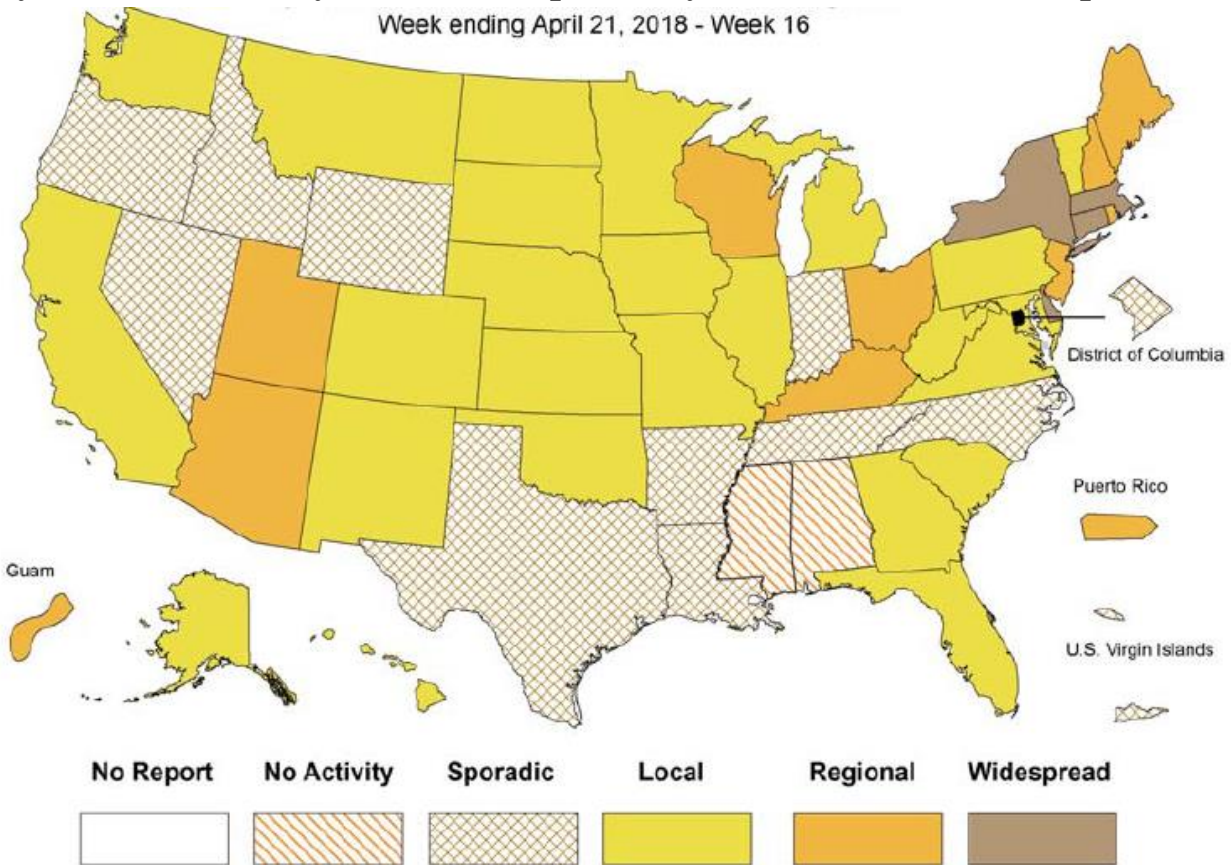 Week ending April 21, 2018 - Week 16
District of Columbia
Puerto Rico
Guam
U.S. Virgin Islands
No Report
No Activity
Sporadic
Local
Regional
Widespread